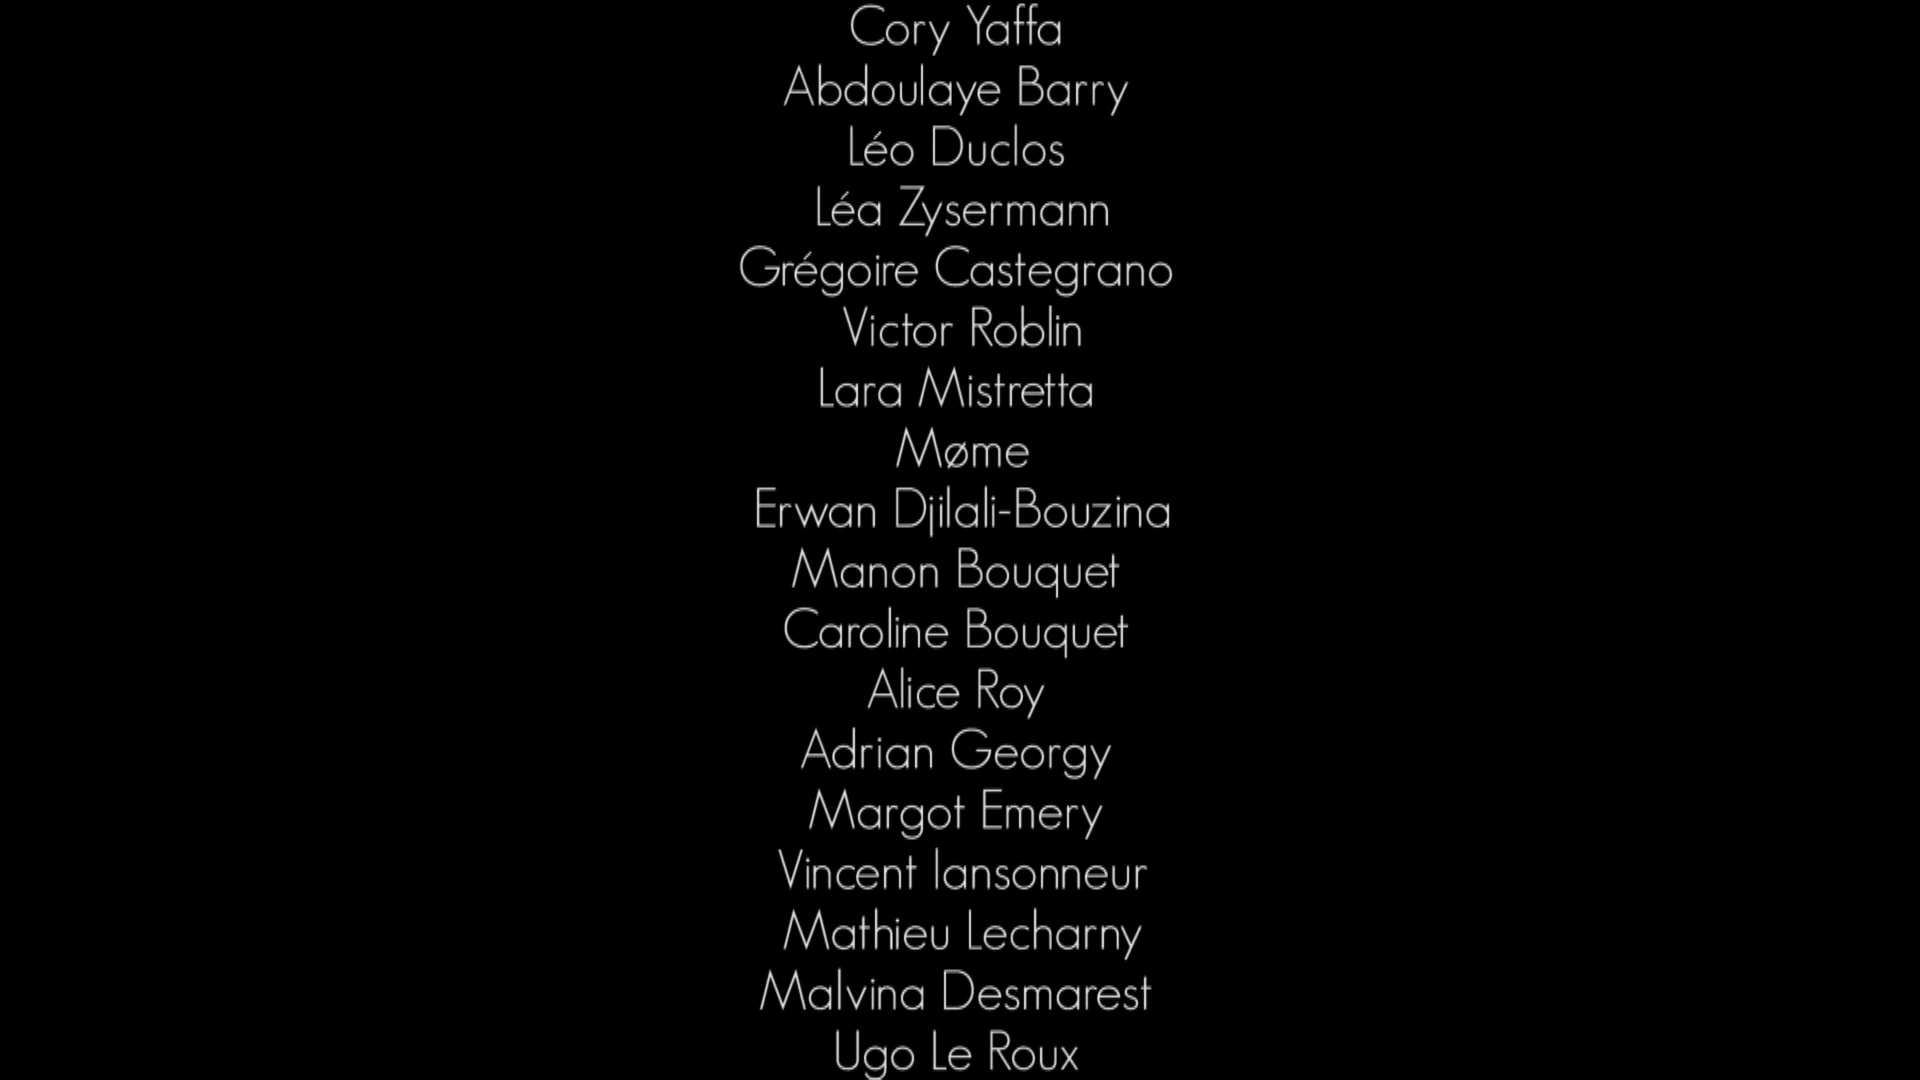 Cory Yaffa
Abdoulaye Barry
Léo Duclos
Léa Zysermann
Grégoire Castegrano
Victor Roblin
Lara Mistretta
Møme
Erwan Djilali-Bouzina
Manon Bouquet
Caroline Bouquet
Alice Roy
Adrian Georgy
Margot Emery
Vincent lansonneur
Mathieu Lecharny
Malvina Desmarest
Ugo Le Roux